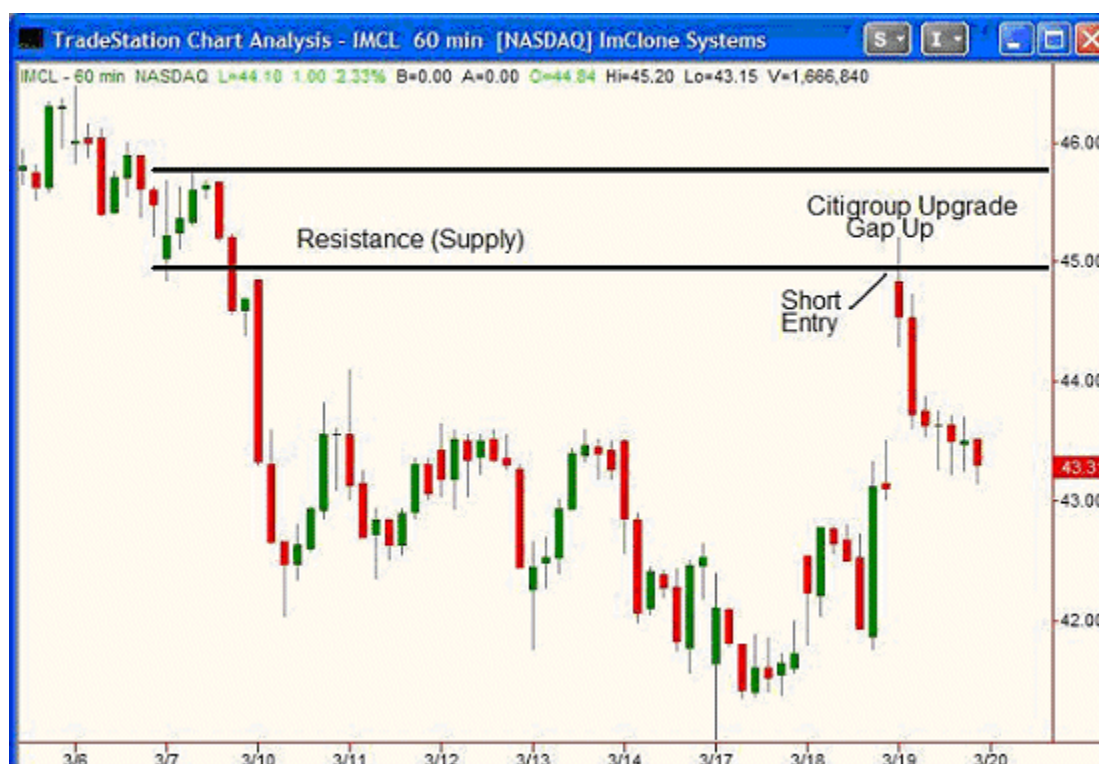 TradeStation Chart Analysis - IMCL 60 min [NASDAQ] ImClone Systems
S
I
IMCL - 60 min NASDAQ L=44.10 1.00 2.33% B=0.00 A=0.00 O=44.84 Hi=45.20 Lo=43.15 V=1,666,840
46.00
Citigroup Upgrade
Gap Up
Resistance (Supply)
45.00
Short
Entry
44.00
43.31
43.00
42.00
3/6 3/7 3/10 3/11 3/12 3/13 3/14 3/17 3/18 3/19 3/20